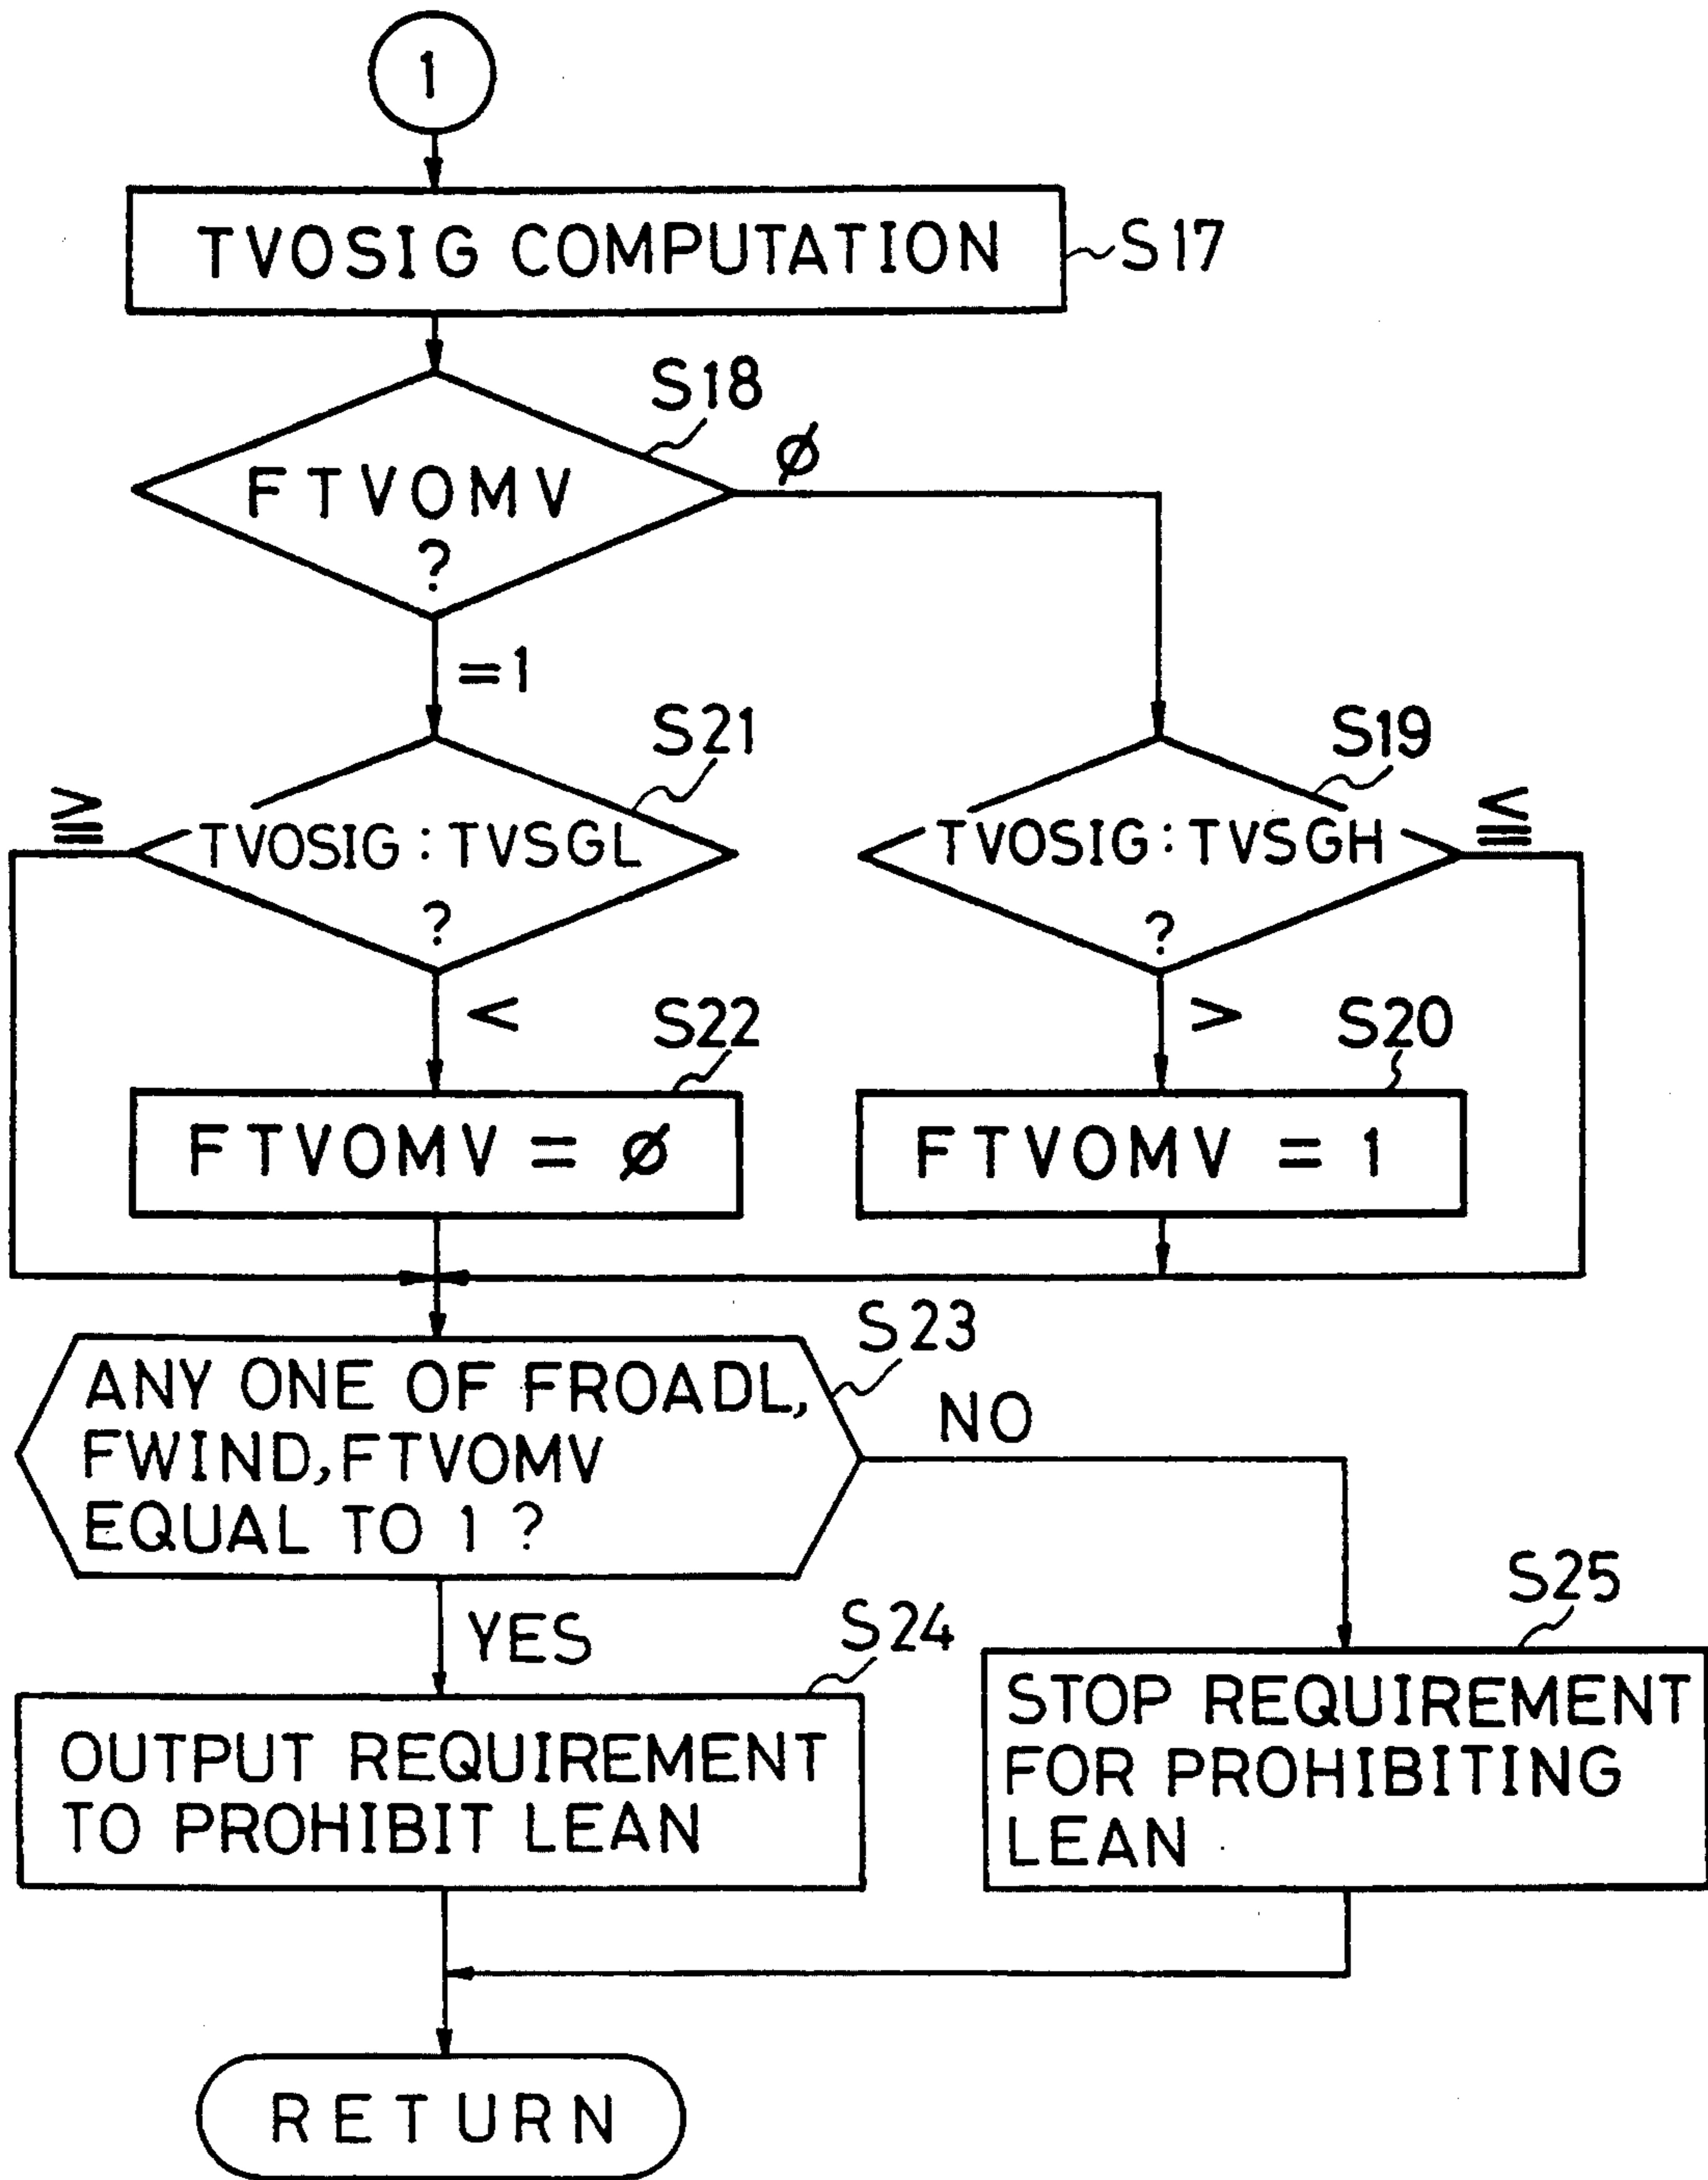 1
TVOSIG COMPUTATION
S17
S18
FTVOMV
?
φ
=1
S21
TVOSIG : TVSGL
?
≧
<
S19
TVOSIG : TVSGH
?
≦
>
S22
FTVOMV = φ
S20
FTVOMV = 1
S23
ANY ONE OF FROADL,
FWIND, FTVOMV
EQUAL TO 1 ?
NO
YES
S24
OUTPUT REQUIREMENT
TO PROHIBIT LEAN
S25
STOP REQUIREMENT
FOR PROHIBITING
LEAN
RETURN